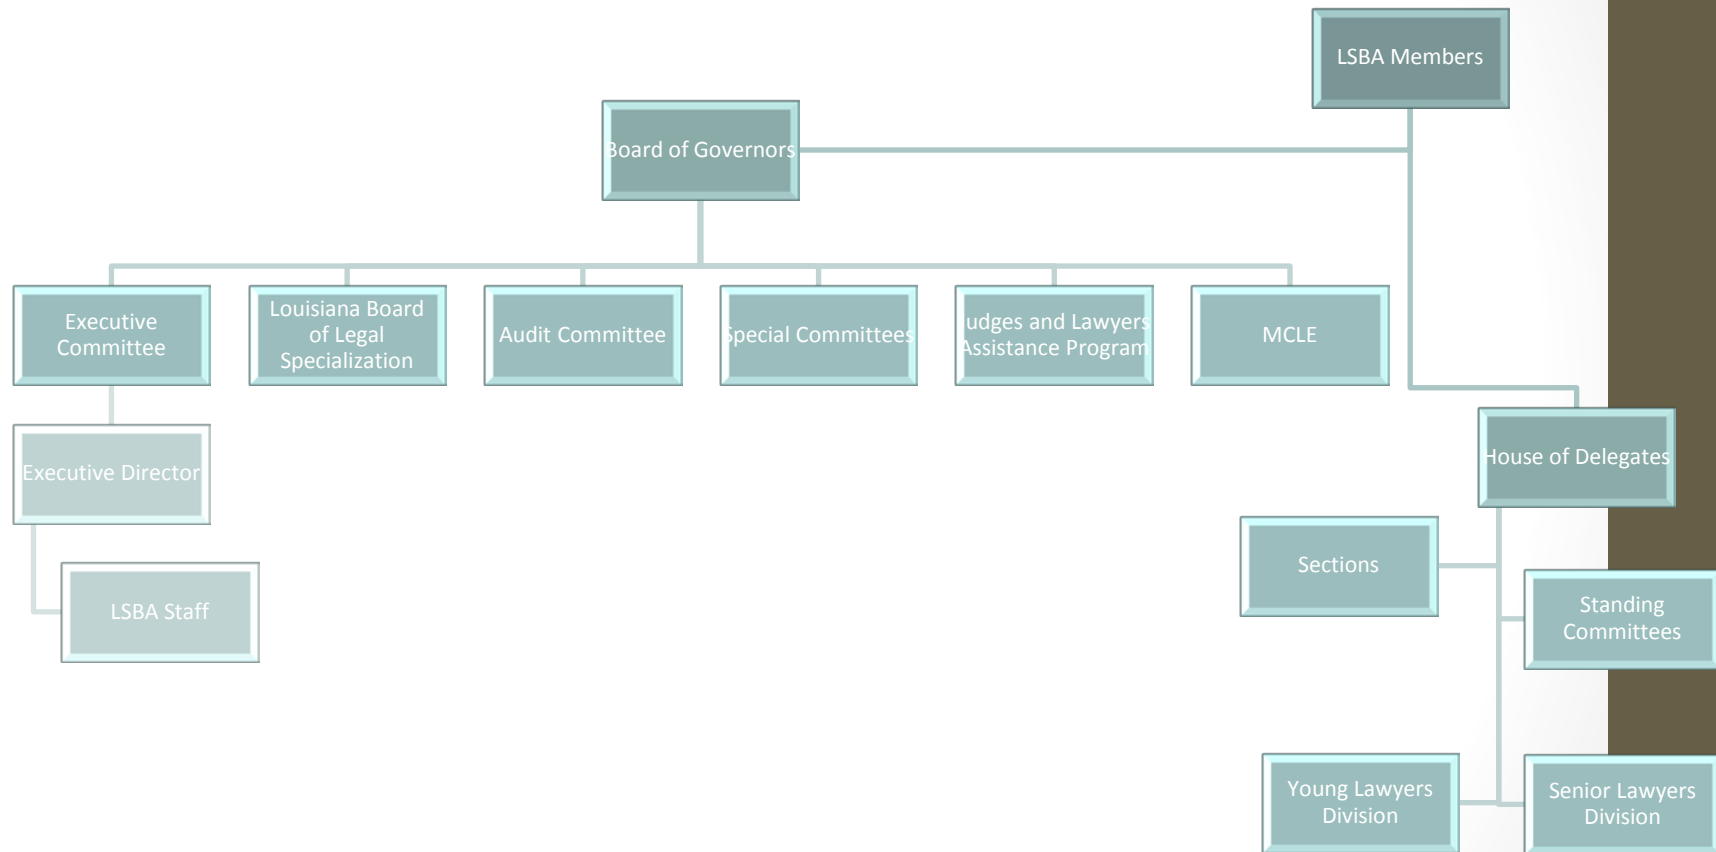 LSBA Members
Board of Governors
Executive
Committee
Louisiana Board
of Legal
Specialization
Audit Committee
Special Committees
Judges and Lawyers
Assistance Program
MCLE
Executive Director
House of Delegates
LSBA Staff
Sections
Standing
Committees
Young Lawyers
Division
Senior Lawyers
Division